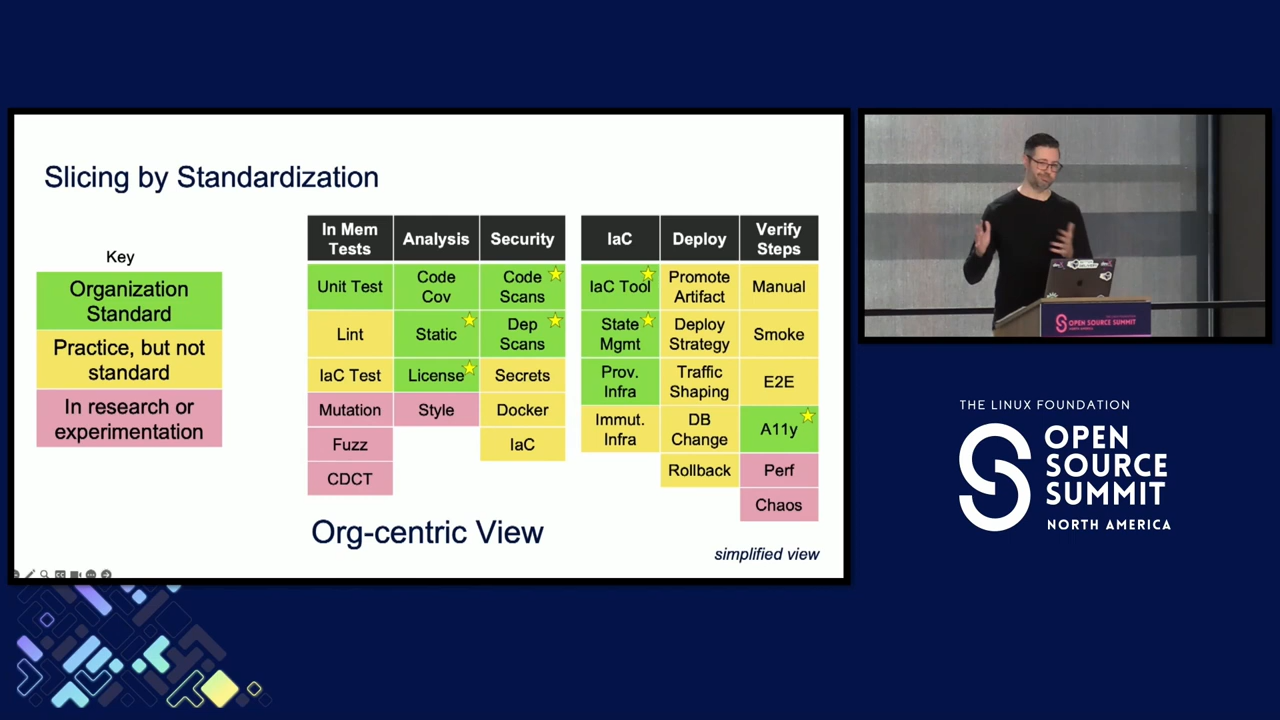 Slicing by Standardization
Key
Organization
Standard
Practice, but not
standard
In research or
experimentation
In Mem
Tests
Analysis
Security
IaC
Deploy
Verify
Steps
Unit Test
Code
Cov
Code
Scans
IaC Tool
Promote
Artifact
Manual
Lint
Static
Dep
Scans
State
Mgmt
Deploy
Strategy
Smoke
IaC Test
License
Secrets
Prov.
Infra
Traffic
Shaping
E2E
Mutation
Style
Docker
Immut.
Infra
DB
Change
A11y
Fuzz
IaC
Rollback
Perf
CDCT
Chaos
Org-centric View
simplified view
OPEN SOURCE SUMMIT
THE LINUX FOUNDATION
OPEN
SOURCE
SUMMIT
NORTH AMERICA